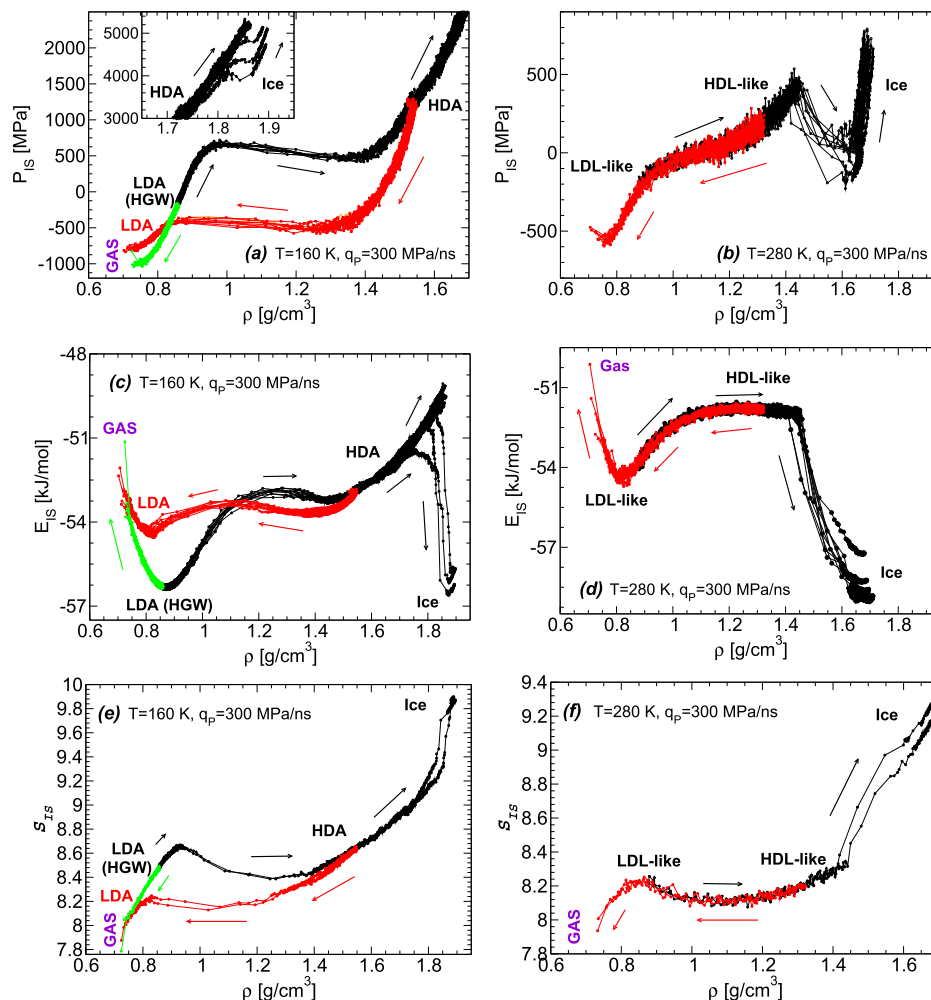 2000
1500
1000
500
0
-500
-1000
P_IS [MPa]
5000
4000
3000
1.7
1.8
1.9
HDA
Ice
HDA
LDA
(HGW)
LDA
GAS
(a) T=160 K, q_P=300 MPa/ns
0.6
0.8
1
1.2
1.4
1.6
ρ [g/cm³]
500
0
-500
P_IS [MPa]
HDL-like
Ice
LDL-like
(b) T=280 K, q_P=300 MPa/ns
0.6
0.8
1
1.2
1.4
1.6
ρ [g/cm³]
-48
-51
-54
-57
E_IS [kJ/mol]
(c) T=160 K, q_P=300 MPa/ns
GAS
HDA
LDA
LDA (HGW)
Ice
0.6
0.8
1
1.2
1.4
1.6
1.8
ρ [g/cm³]
-51
-54
-57
E_IS [kJ/mol]
Gas
HDL-like
LDL-like
Ice
(d) T=280 K, q_P=300 MPa/ns
0.6
0.8
1
1.2
1.4
1.6
1.8
ρ [g/cm³]
10
9.8
9.6
9.4
9.2
9
8.8
8.6
8.4
8.2
8
7.8
S_IS
(e) T=160 K, q_P=300 MPa/ns
Ice
LDA
(HGW)
HDA
LDA
GAS
0.6
0.8
1
1.2
1.4
1.6
1.8
ρ [g/cm³]
9.4
9.2
9
8.8
8.6
8.4
8.2
8
7.8
S_IS
(f) T=280 K, q_P=300 MPa/ns
Ice
LDL-like
HDL-like
GAS
0.6
0.8
1
1.2
1.4
1.6
ρ [g/cm³]